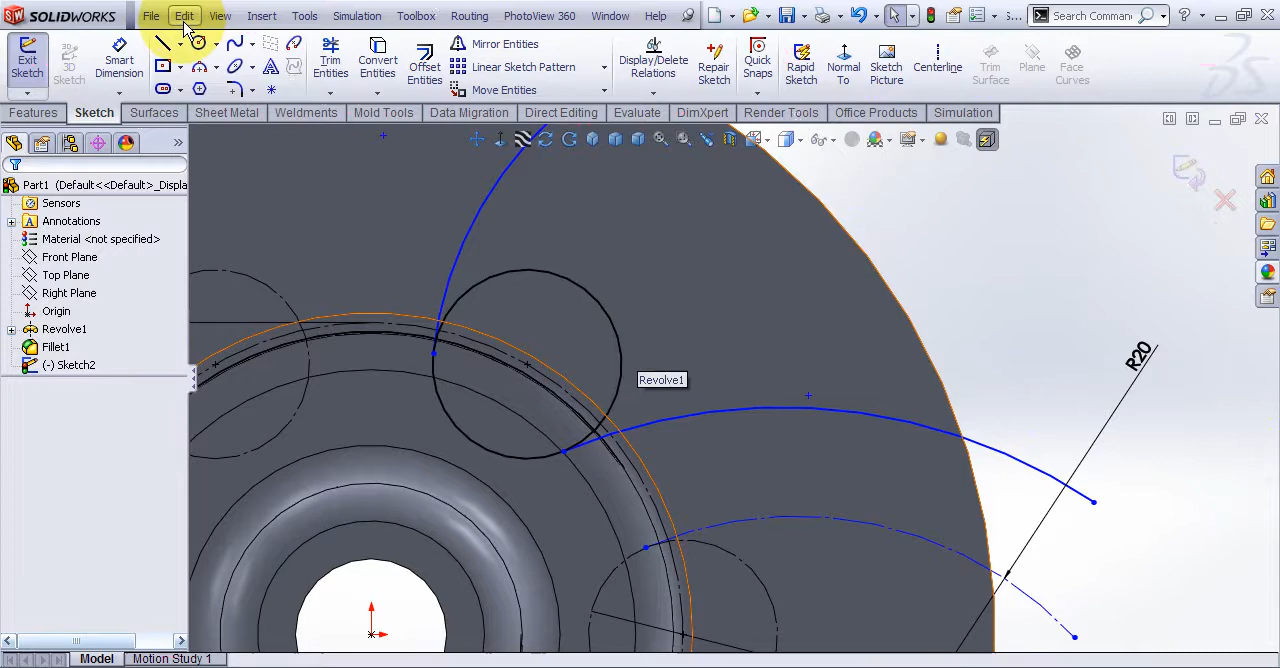 SOLIDWORKS File Edit View Insert Tools Simulation Toolbox Routing PhotoView 360 Window Help S... Search Comman
Exit Sketch
3D Sketch
Smart Dimension
Trim Entities
Convert Entities
Offset Entities
Mirror Entities
Linear Sketch Pattern
Move Entities
Display/Delete Relations
Repair Sketch
Quick Snaps
Rapid Sketch
Normal To
Sketch Picture
Centerline
Trim Surface
Plane
Face Curves
Features Sketch Surfaces Sheet Metal Weldments Mold Tools Data Migration Direct Editing Evaluate DimXpert Render Tools Office Products Simulation
Part1 (Default<<Default>_Displa
Sensors
Annotations
Material <not specified>
Front Plane
Top Plane
Right Plane
Origin
Revolve1
Fillet1
(-) Sketch2
Revolve1
R20
Model Motion Study 1